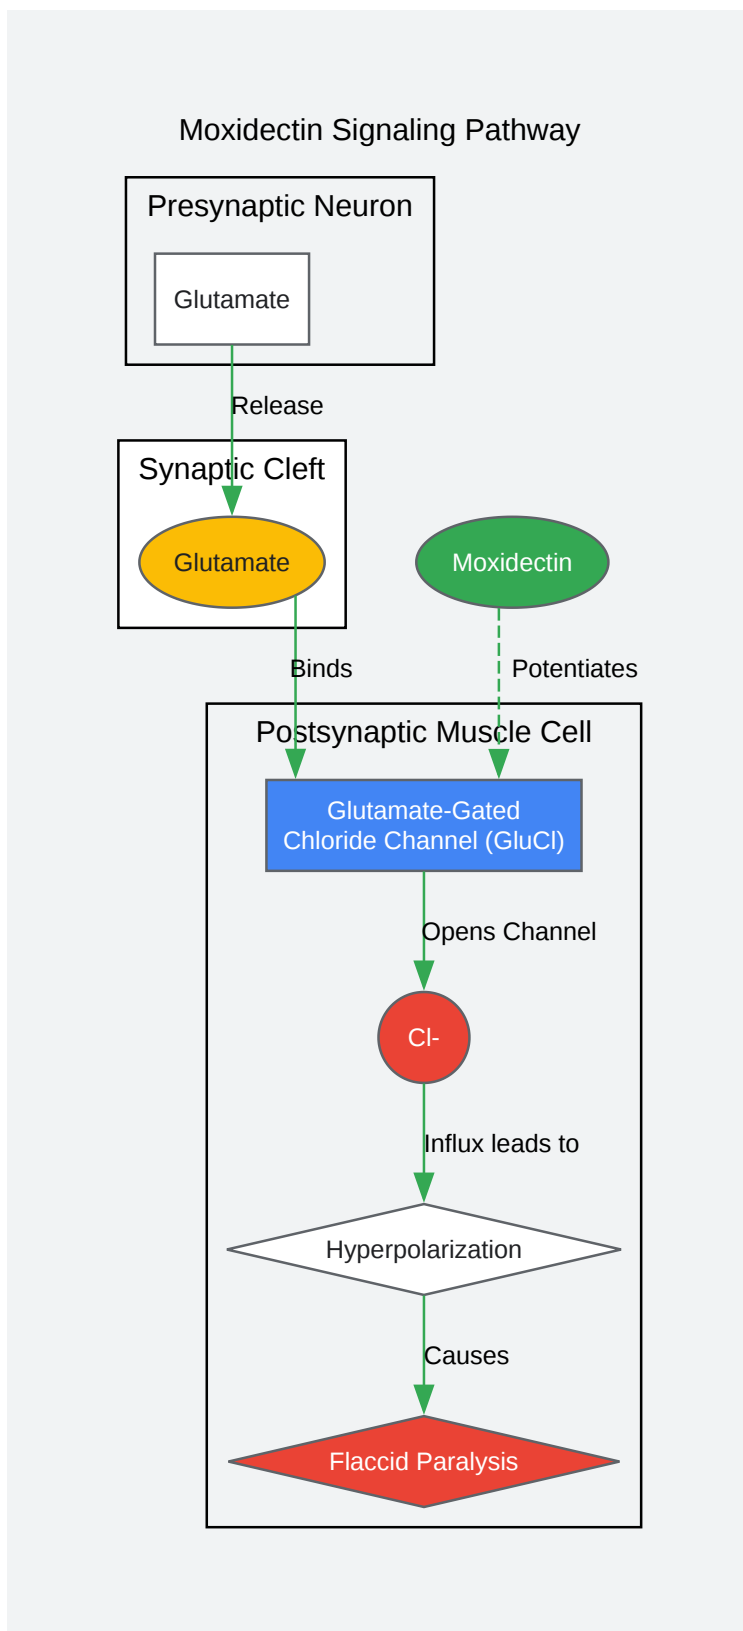 Moxidectin Signaling Pathway
Presynaptic Neuron
Glutamate
Release
Synaptic Cleft
Glutamate
Moxidectin
Binds
Potentiates
Postsynaptic Muscle Cell
Glutamate-Gated
Chloride Channel (GluCl)
Opens Channel
Cl-
Influx leads to
Hyperpolarization
Causes
Flaccid Paralysis